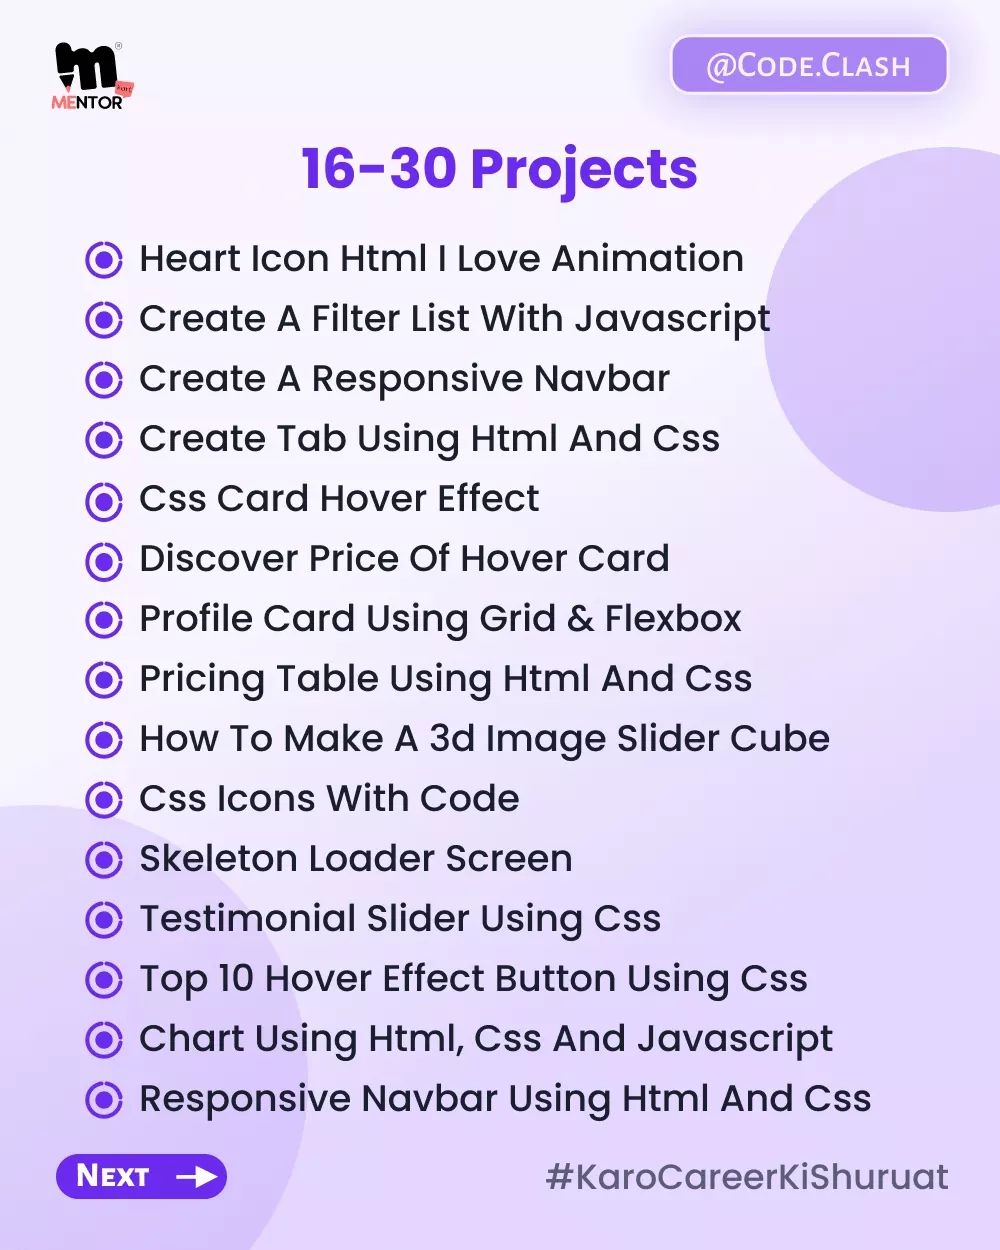 m®
MENTOR
@CODE.CLASH
16-30 Projects
Heart Icon Html I Love Animation
Create A Filter List With Javascript
Create A Responsive Navbar
Create Tab Using Html And Css
Css Card Hover Effect
Discover Price Of Hover Card
Profile Card Using Grid & Flexbox
Pricing Table Using Html And Css
How To Make A 3d Image Slider Cube
Css Icons With Code
Skeleton Loader Screen
Testimonial Slider Using Css
Top 10 Hover Effect Button Using Css
Chart Using Html, Css And Javascript
Responsive Navbar Using Html And Css
NEXT
#KaroCareerKiShuruat